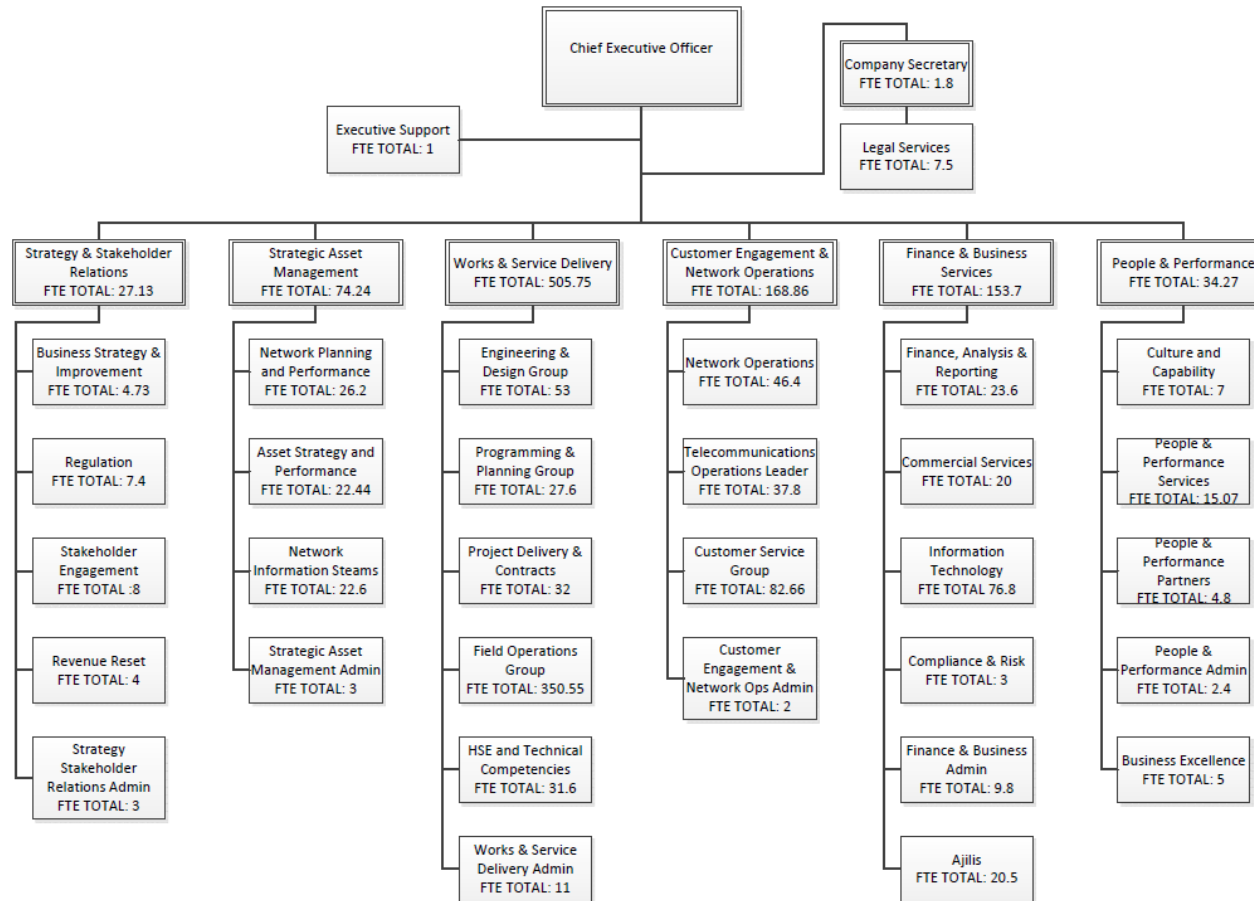 Chief Executive Officer
Company Secretary
FTE TOTAL: 1.8
Executive Support
FTE TOTAL: 1
Legal Services
FTE TOTAL: 7.5
Strategy & Stakeholder
Relations
FTE TOTAL: 27.13
Strategic Asset
Management
FTE TOTAL: 74.24
Works & Service Delivery
FTE TOTAL: 505.75
Customer Engagement &
Network Operations
FTE TOTAL: 168.86
Finance & Business
Services
FTE TOTAL: 153.7
People & Performance
FTE TOTAL: 34.27
Business Strategy &
Improvement
FTE TOTAL: 4.73
Network Planning
and Performance
FTE TOTAL: 26.2
Engineering &
Design Group
FTE TOTAL: 53
Network Operations
FTE TOTAL: 46.4
Finance, Analysis &
Reporting
FTE TOTAL: 23.6
Culture and
Capability
FTE TOTAL: 7
Regulation
FTE TOTAL: 7.4
Asset Strategy and
Performance
FTE TOTAL: 22.44
Programming &
Planning Group
FTE TOTAL: 27.6
Telecommunications
Operations Leader
FTE TOTAL: 37.8
Commercial Services
FTE TOTAL: 20
People &
Performance
Services
FTE TOTAL: 15.07
Stakeholder
Engagement
FTE TOTAL :8
Network
Information Steams
FTE TOTAL: 22.6
Project Delivery &
Contracts
FTE TOTAL: 32
Customer Service
Group
FTE TOTAL: 82.66
Information
Technology
FTE TOTAL 76.8
People &
Performance
Partners
FTE TOTAL: 4.8
Revenue Reset
FTE TOTAL: 4
Strategic Asset
Management Admin
FTE TOTAL: 3
Field Operations
Group
FTE TOTAL: 350.55
Customer
Engagement &
Network Ops Admin
FTE TOTAL: 2
Compliance & Risk
FTE TOTAL: 3
People &
Performance Admin
FTE TOTAL: 2.4
Strategy
Stakeholder
Relations Admin
FTE TOTAL: 3
HSE and Technical
Competencies
FTE TOTAL: 31.6
Finance & Business
Admin
FTE TOTAL: 9.8
Business Excellence
FTE TOTAL: 5
Works & Service
Delivery Admin
FTE TOTAL: 11
Ajilis
FTE TOTAL: 20.5